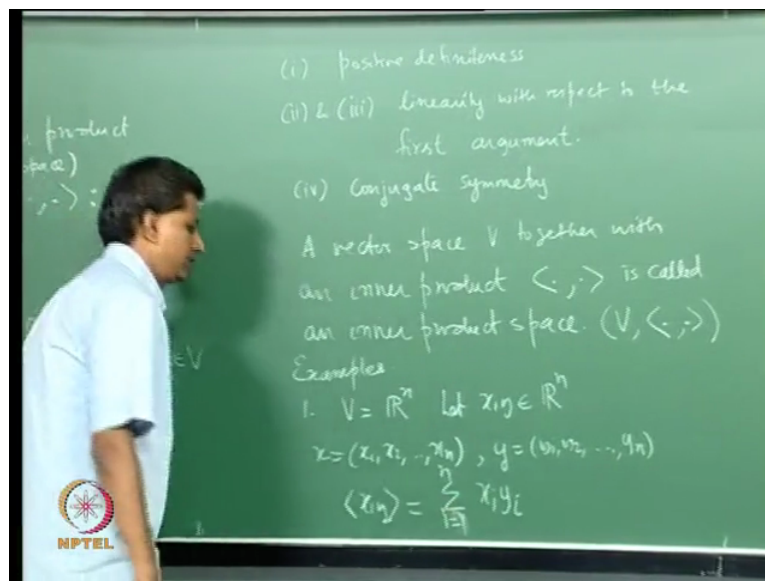 product
space)
·,·⟩ :
∈V
(i) positive definiteness
(ii) & (iii) linearity with respect to the
first argument.
(iv) conjugate symmetry
A vector space V together with
an inner product ⟨·,·⟩ is called
an inner product space. (V, ⟨·,·⟩)
Examples
1. V = ℝⁿ Let x,y ∈ ℝⁿ
x = (x₁, x₂, .., xₙ), y = (y₁, y₂, ..., yₙ)
⟨x,y⟩ = ∑ᵢ₌₁ⁿ xᵢyᵢ
NPTEL